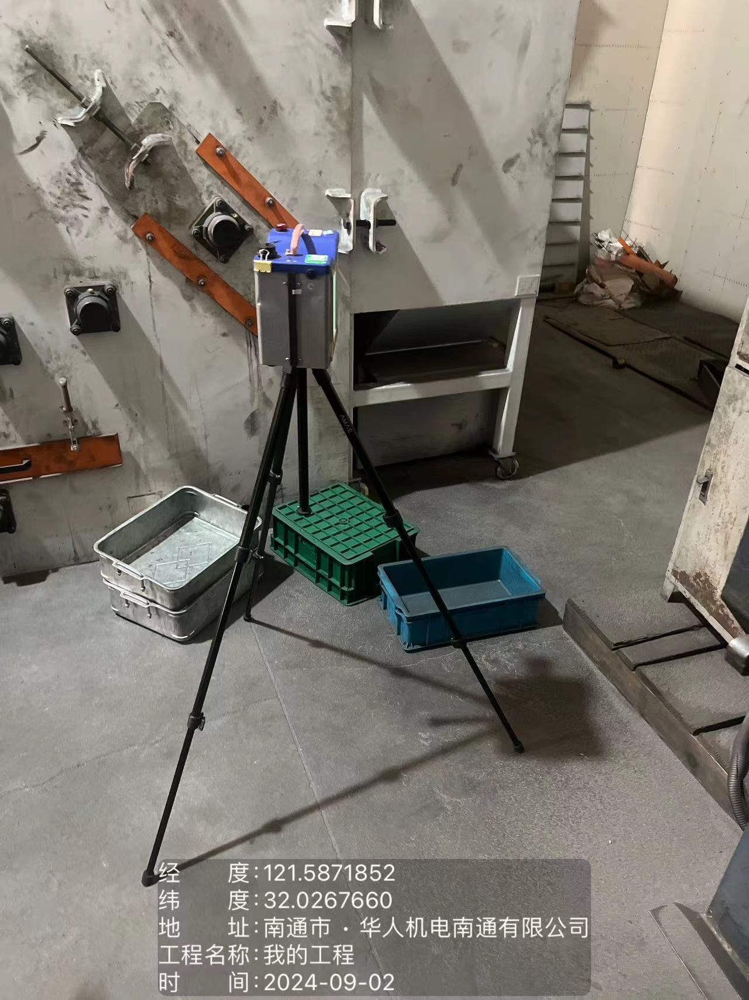 AMAE
经 度:121.5871852
纬 度:32.0267660
地 址:南通市·华人机电南通有限公司
工程名称:我的工程
时 间:2024-09-02